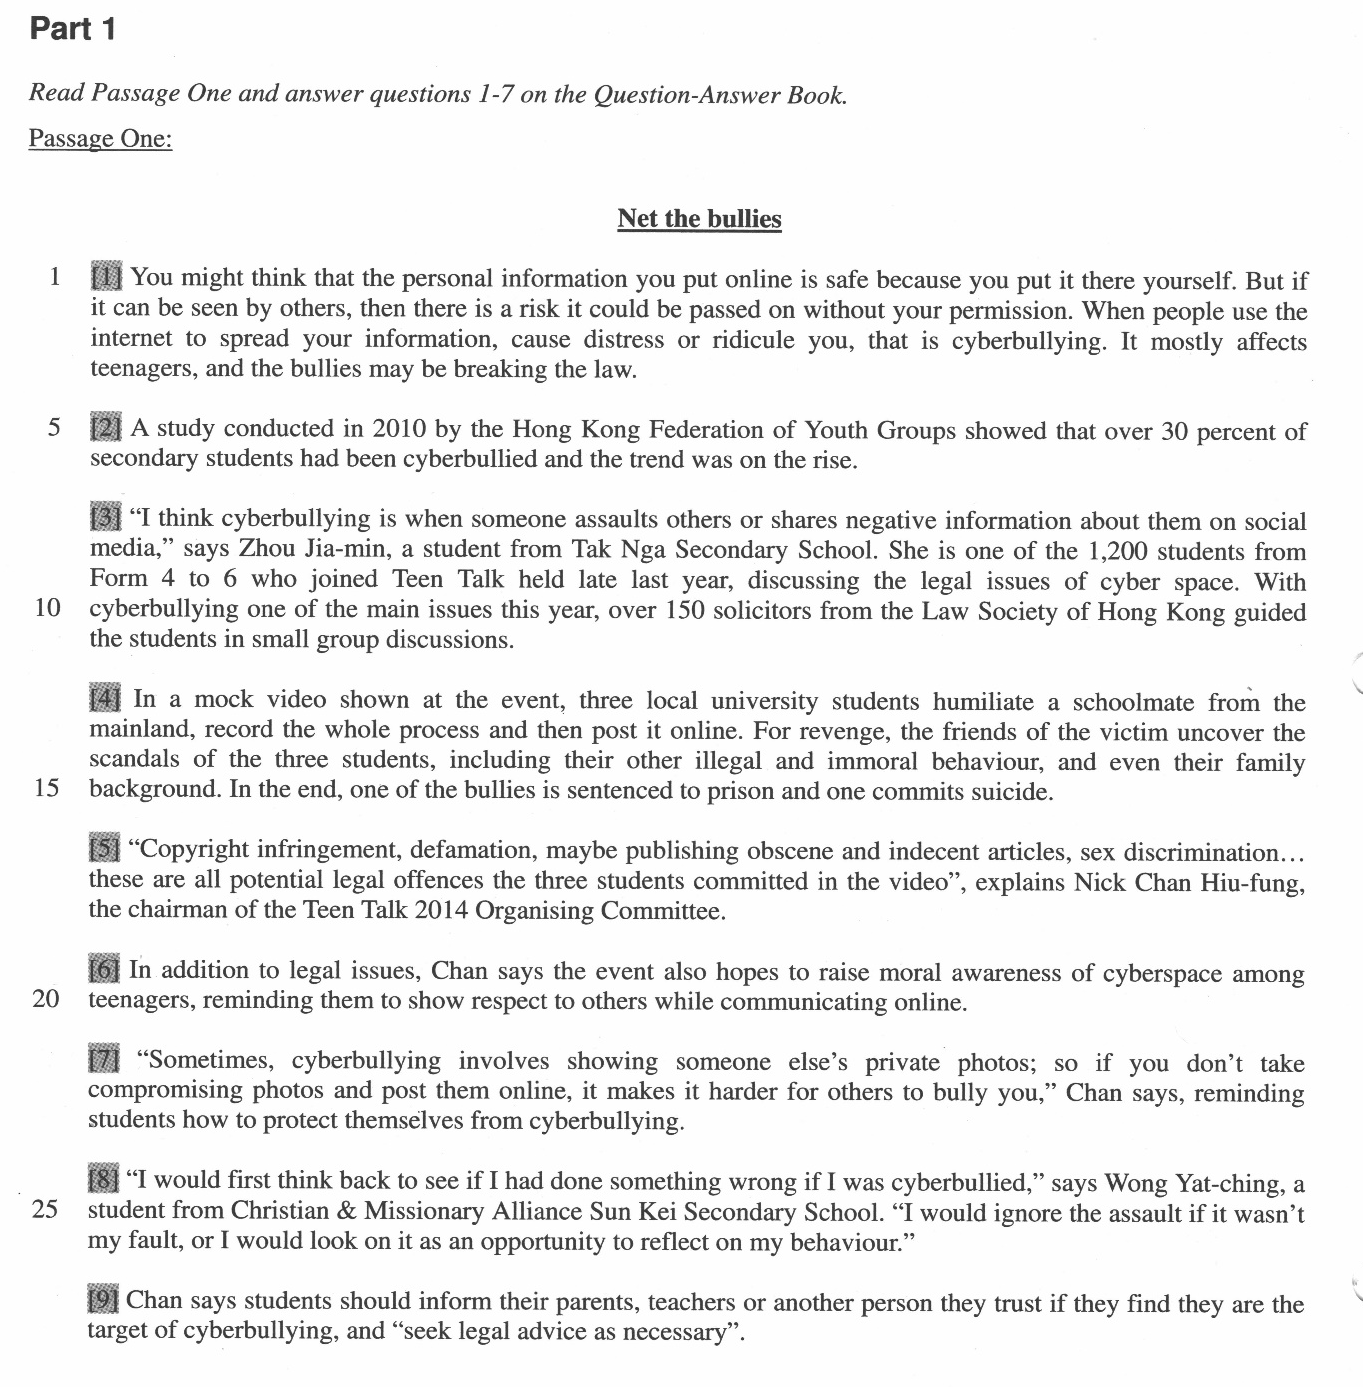 Part 1
Read Passage One and answer questions 1-7 on the Question-Answer Book.
Passage One:
Net the bullies
1 [1] You might think that the personal information you put online is safe because you put it there yourself. But if
it can be seen by others, then there is a risk it could be passed on without your permission. When people use the
internet to spread your information, cause distress or ridicule you, that is cyberbullying. It mostly affects
teenagers, and the bullies may be breaking the law.
5 [2] A study conducted in 2010 by the Hong Kong Federation of Youth Groups showed that over 30 percent of
secondary students had been cyberbullied and the trend was on the rise.
[3] “I think cyberbullying is when someone assaults others or shares negative information about them on social
media,” says Zhou Jia-min, a student from Tak Nga Secondary School. She is one of the 1,200 students from
Form 4 to 6 who joined Teen Talk held late last year, discussing the legal issues of cyber space. With
10 cyberbullying one of the main issues this year, over 150 solicitors from the Law Society of Hong Kong guided
the students in small group discussions.
[4] In a mock video shown at the event, three local university students humiliate a schoolmate from the
mainland, record the whole process and then post it online. For revenge, the friends of the victim uncover the
scandals of the three students, including their other illegal and immoral behaviour, and even their family
15 background. In the end, one of the bullies is sentenced to prison and one commits suicide.
[5] “Copyright infringement, defamation, maybe publishing obscene and indecent articles, sex discrimination…
these are all potential legal offences the three students committed in the video”, explains Nick Chan Hiu-fung,
the chairman of the Teen Talk 2014 Organising Committee.
[6] In addition to legal issues, Chan says the event also hopes to raise moral awareness of cyberspace among
20 teenagers, reminding them to show respect to others while communicating online.
[7] “Sometimes, cyberbullying involves showing someone else’s private photos; so if you don’t take
compromising photos and post them online, it makes it harder for others to bully you,” Chan says, reminding
students how to protect themselves from cyberbullying.
[8] “I would first think back to see if I had done something wrong if I was cyberbullied,” says Wong Yat-ching, a
25 student from Christian & Missionary Alliance Sun Kei Secondary School. “I would ignore the assault if it wasn’t
my fault, or I would look on it as an opportunity to reflect on my behaviour.”
[9] Chan says students should inform their parents, teachers or another person they trust if they find they are the
target of cyberbullying, and “seek legal advice as necessary”.